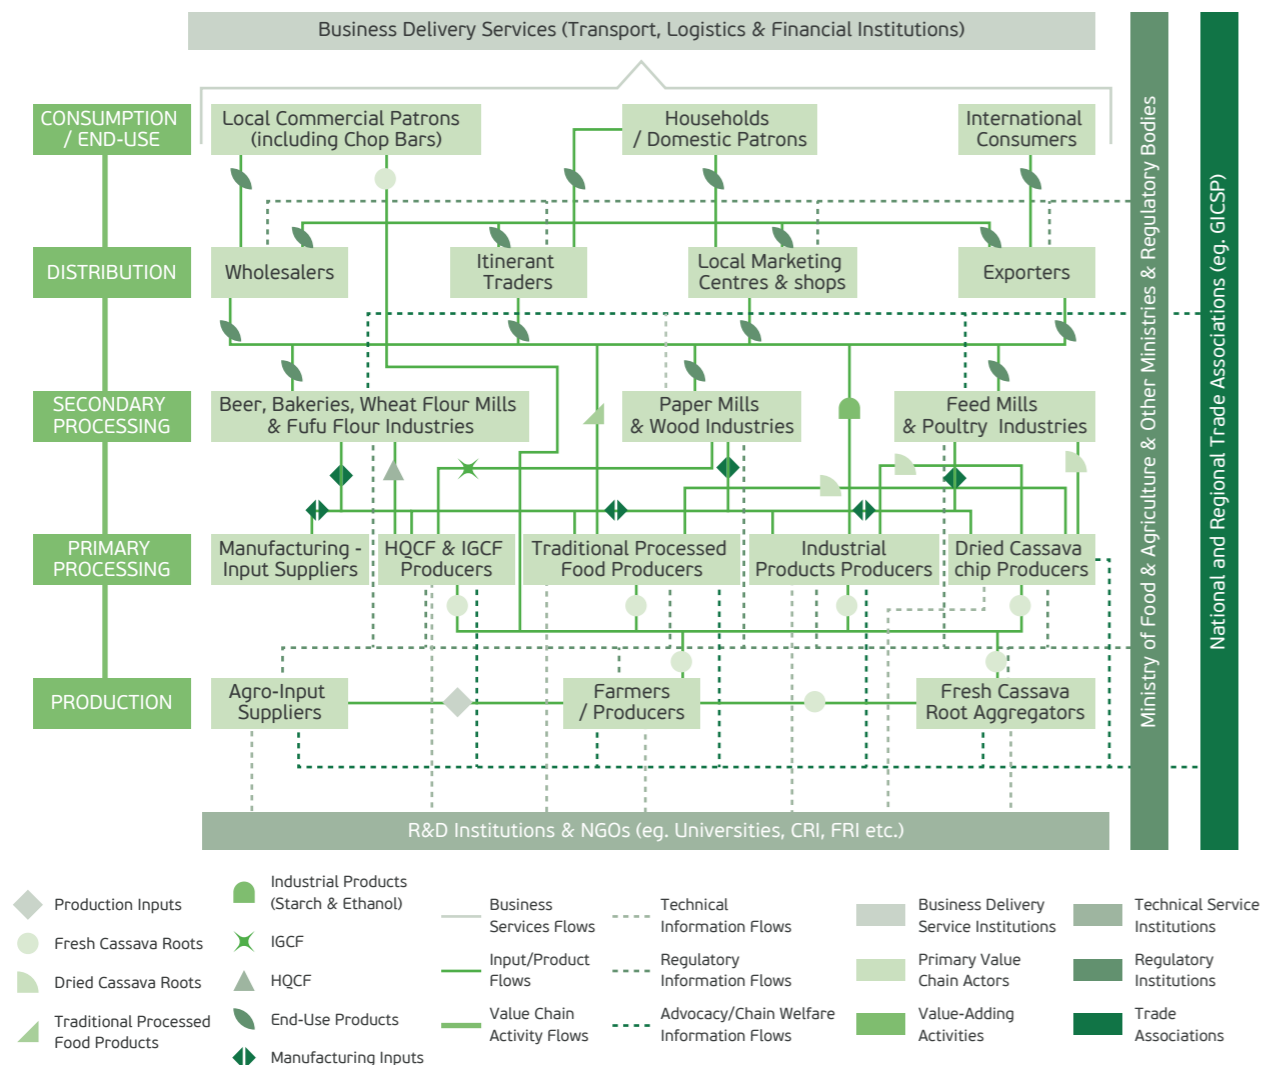 Business Delivery Services (Transport, Logistics & Financial Institutions)
CONSUMPTION
/ END-USE
Local Commercial Patrons
(including Chop Bars)
Households
/ Domestic Patrons
International
Consumers
DISTRIBUTION
Wholesalers
Itinerant
Traders
Local Marketing
Centres & shops
Exporters
SECONDARY
PROCESSING
Beer, Bakeries, Wheat Flour Mills
& Fufu Flour Industries
Paper Mills
& Wood Industries
Feed Mills
& Poultry Industries
PRIMARY
PROCESSING
Manufacturing -
Input Suppliers
HQCF & IGCF
Producers
Traditional Processed
Food Producers
Industrial
Products Producers
Dried Cassava
chip Producers
PRODUCTION
Agro-Input
Suppliers
Farmers
/ Producers
Fresh Cassava
Root Aggregators
R&D Institutions & NGOs (eg. Universities, CRI, FRI etc.)
Ministry of Food & Agriculture & Other Ministries & Regulatory Bodies
National and Regional Trade Associations (eg. GICSP)
Production Inputs
Fresh Cassava Roots
Dried Cassava Roots
Traditional Processed
Food Products
Industrial Products
(Starch & Ethanol)
IGCF
HQCF
End-Use Products
Manufacturing Inputs
Business
Services Flows
Input/Product
Flows
Value Chain
Activity Flows
Technical
Information Flows
Regulatory
Information Flows
Advocacy/Chain Welfare
Information Flows
Business Delivery
Service Institutions
Primary Value
Chain Actors
Value-Adding
Activities
Technical Service
Institutions
Regulatory
Institutions
Trade
Associations